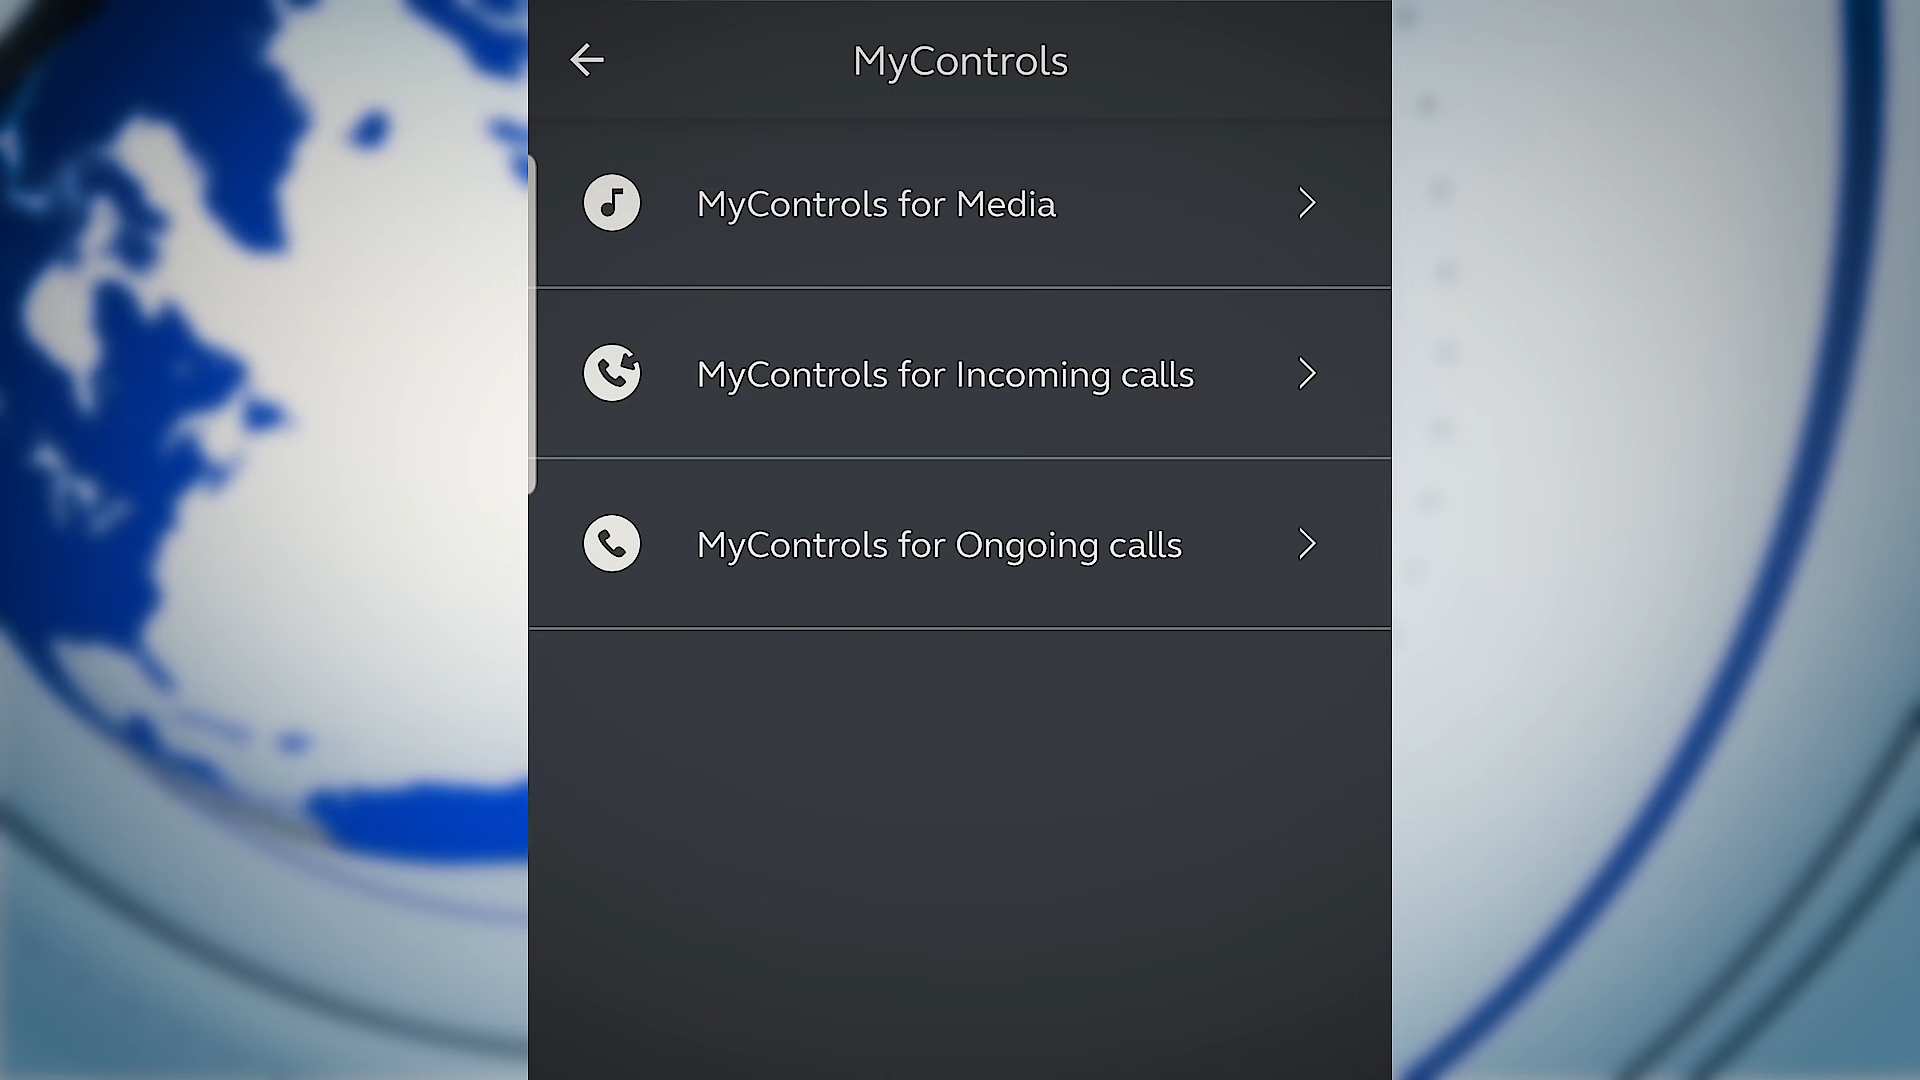 MyControls
MyControls for Media
MyControls for Incoming calls
MyControls for Ongoing calls